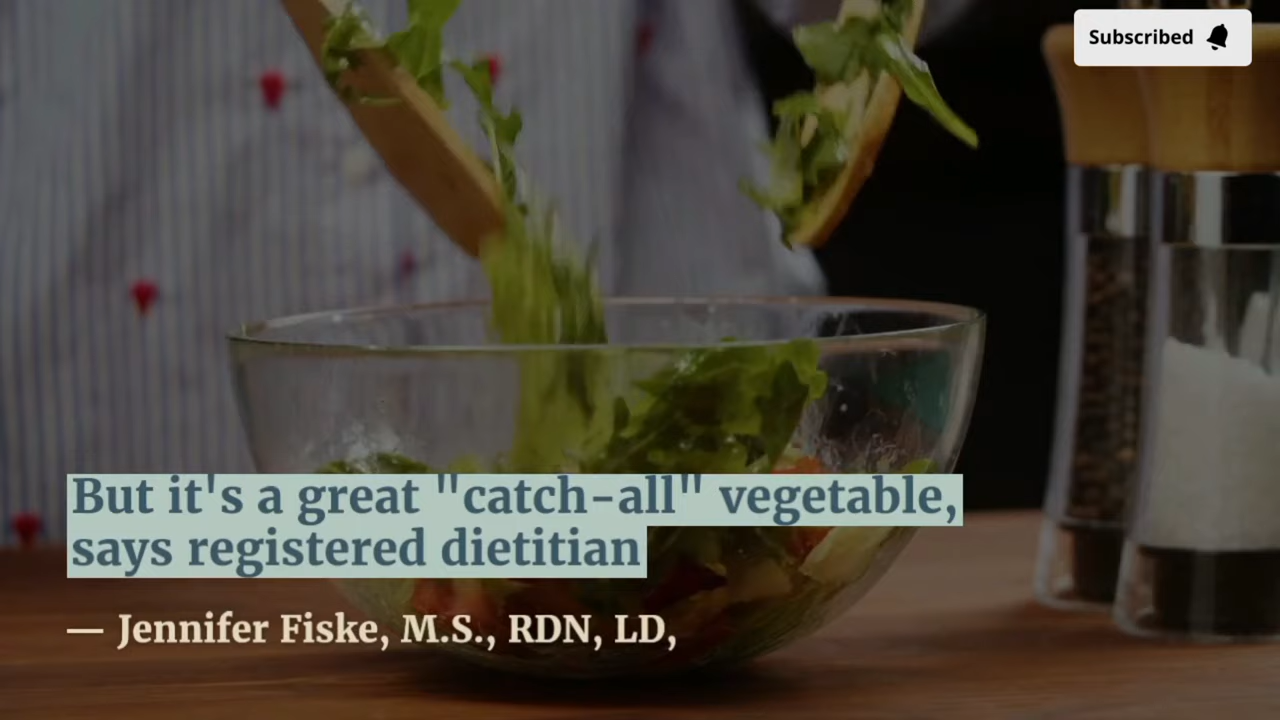 Subscribed
But it's a great "catch-all" vegetable,
says registered dietitian
— Jennifer Fiske, M.S., RDN, LD,